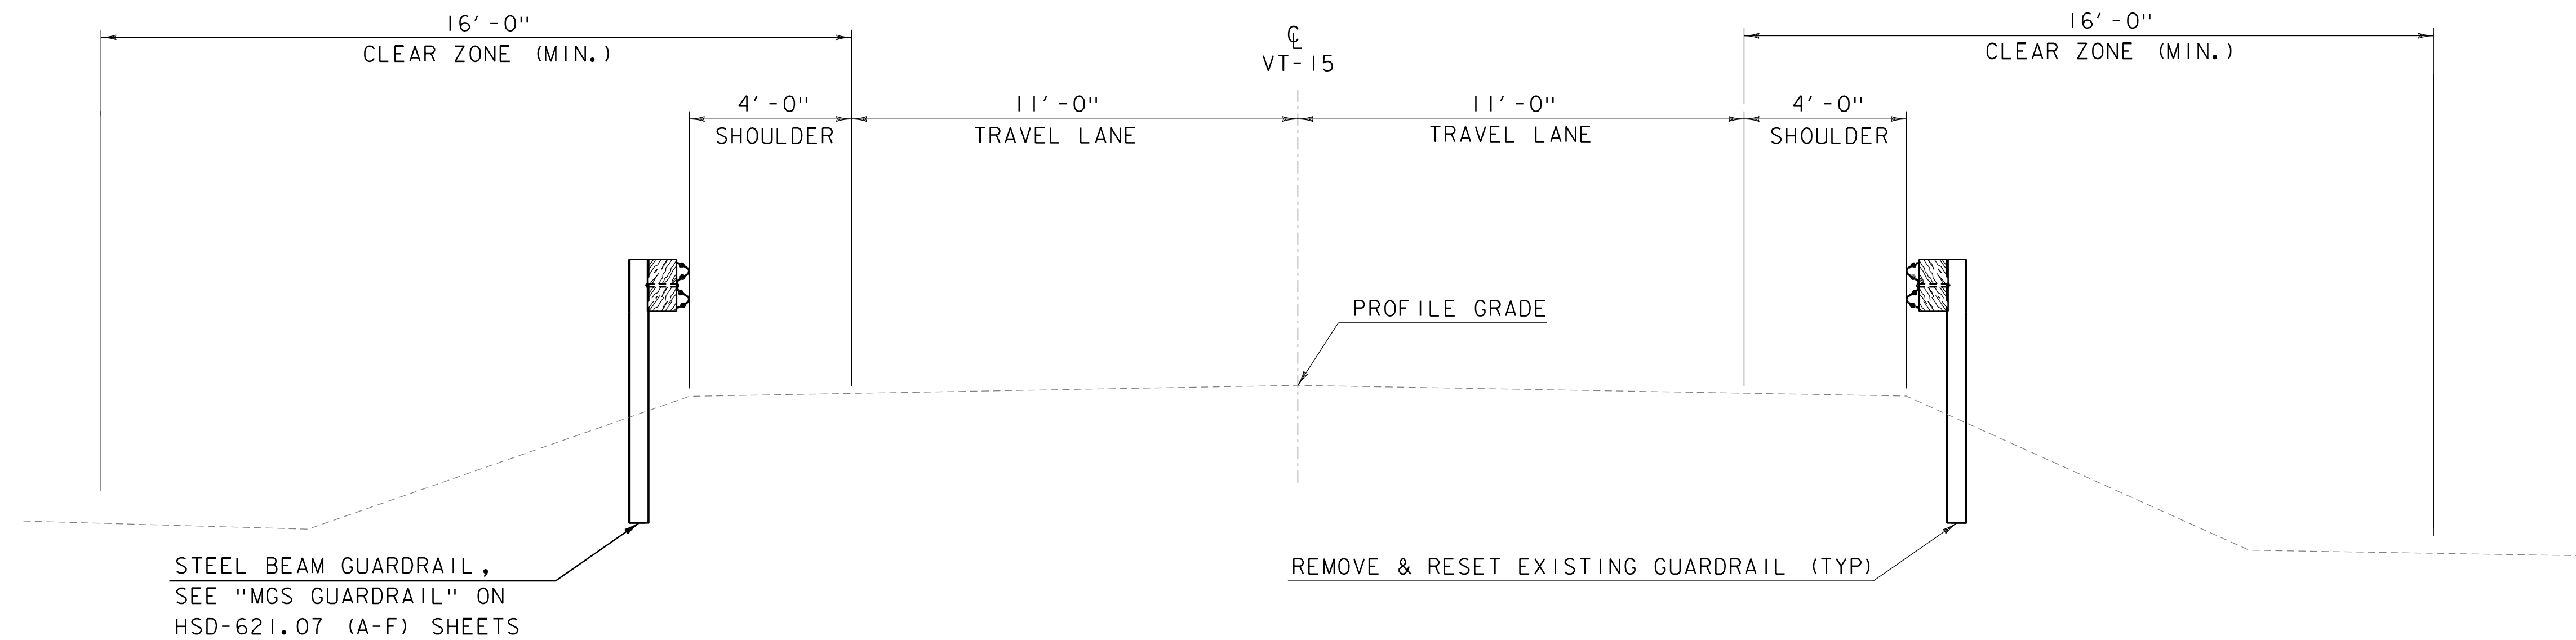 16'-0"
CLEAR ZONE (MIN.)
℄
VT-15
16'-0"
CLEAR ZONE (MIN.)
4'-0"
SHOULDER
11'-0"
TRAVEL LANE
11'-0"
TRAVEL LANE
4'-0"
SHOULDER
PROFILE GRADE
STEEL BEAM GUARDRAIL,
SEE "MGS GUARDRAIL" ON
HSD-621.07 (A-F) SHEETS
REMOVE & RESET EXISTING GUARDRAIL (TYP)